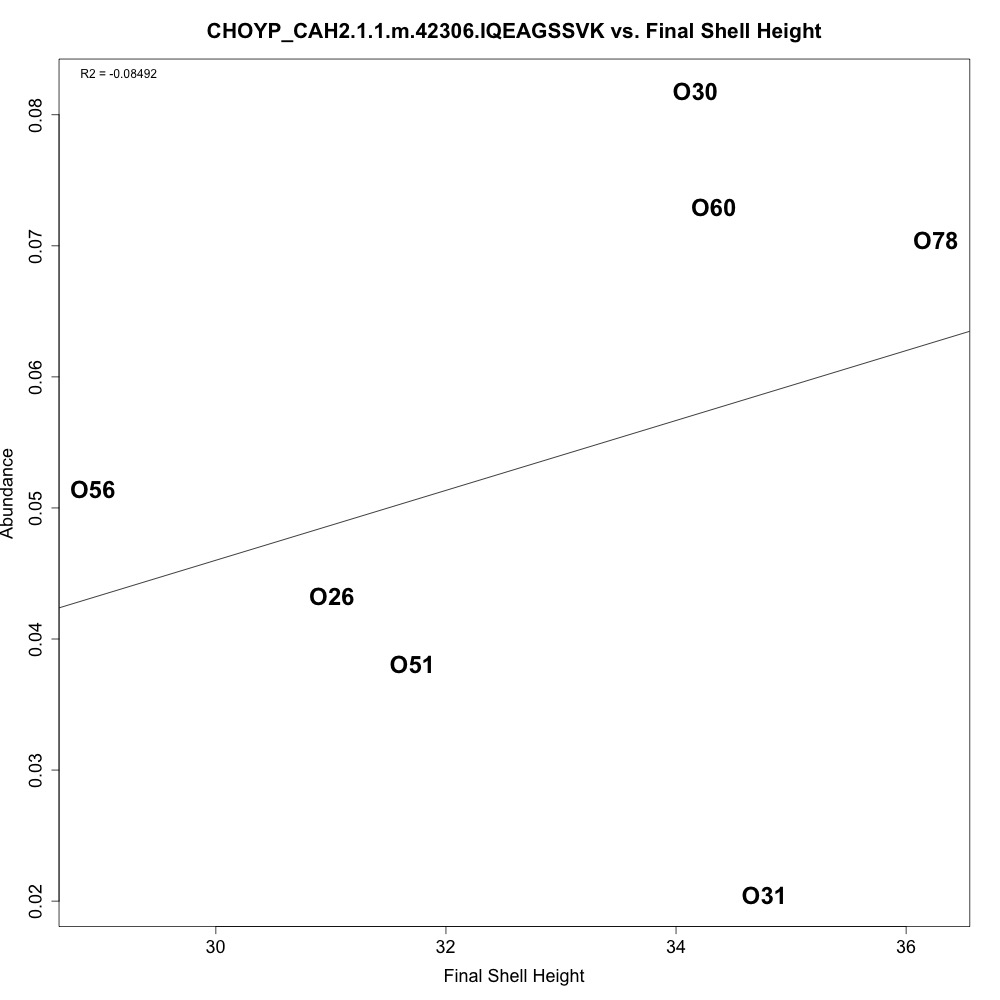 CHOYP_CAH2.1.1.m.42306.IQEAGSSVK vs. Final Shell Height
R2 = -0.08492
O30
O60
O78
O56
O26
O51
O31
Abundance
0.08
0.07
0.06
0.05
0.04
0.03
0.02
30 32 34 36
Final Shell Height